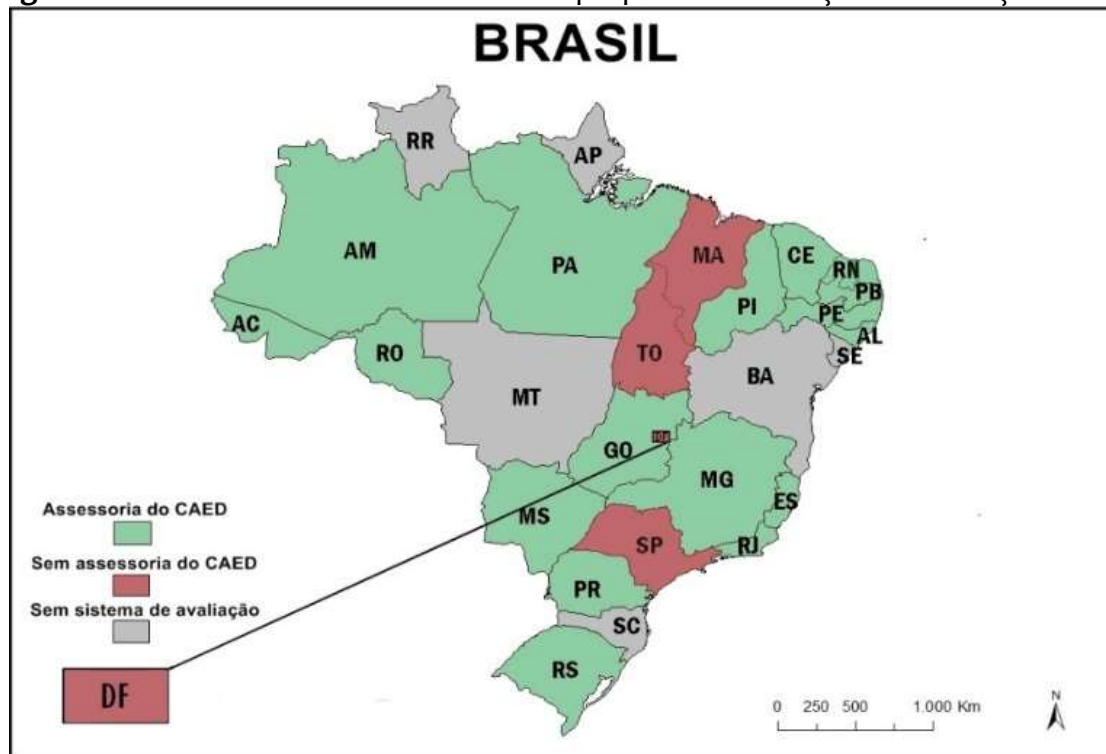 BRASIL
RR
AP
AM
PA
MA
CE
RN
PB
PI
PE
AL
AC
SE
RO
TO
BA
MT
GO
MG
ES
MS
SP
RJ
PR
SC
RS
Assessoria do CAED
Sem assessoria do CAED
Sem sistema de avaliação
DF
0 250 500 1.000 Km
N